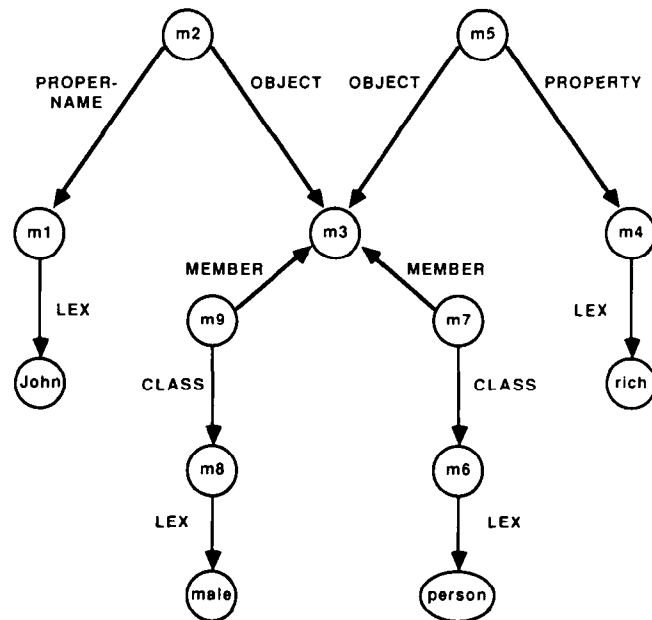 m2 m5
PROPER-
NAME OBJECT OBJECT PROPERTY
m1 m3 m4
MEMBER MEMBER
LEX m9 m7 LEX
John CLASS CLASS rich
m8 m6
LEX LEX
male person